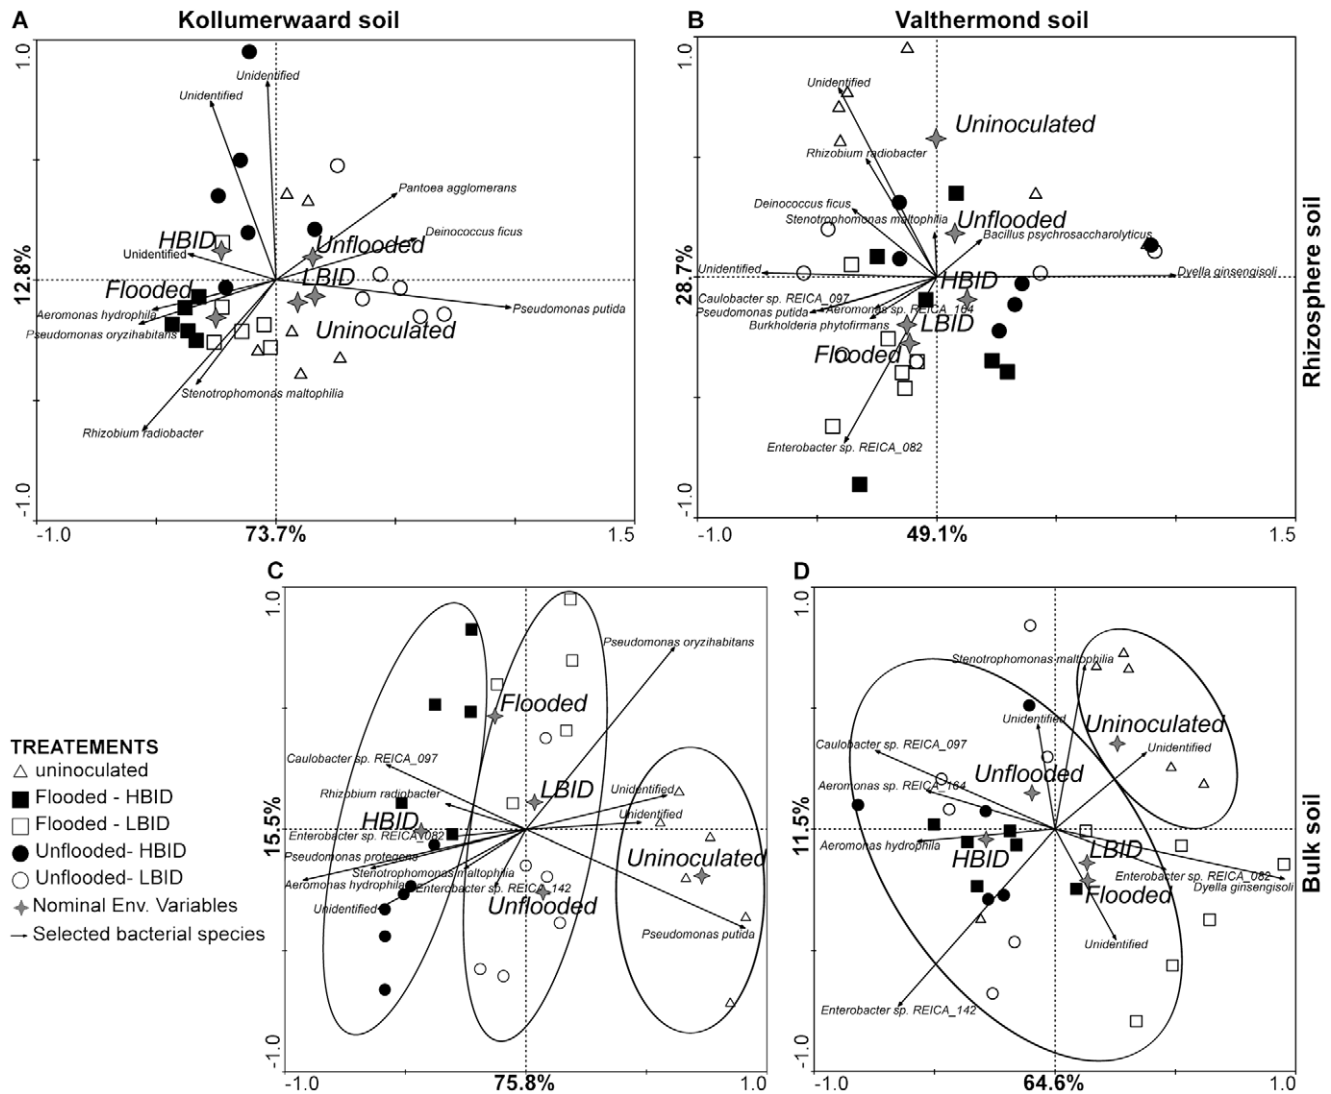 A
Kollumerwaard soil
B
Valthermond soil
1.0
Unidentified
Unidentified
Pantoea agglomerans
Deinococcus ficus
HBID
Unflooded
Unidentified
LBID
Flooded
Aeromonas hydrophila
Pseudomonas putida
Pseudomonas oryzihabitans
Uninoculated
Stenotrophomonas maltophilia
Rhizobium radiobacter
12.8%
-1.0
-1.0
73.7%
1.5
1.0
Unidentified
Uninoculated
Rhizobium radiobacter
Deinococcus ficus
Stenotrophomonas maltophilia
Unflooded
Bacillus psychrosaccharolyticus
Unidentified
Dyella ginsengisoli
HBID
Caulobacter sp. REICA_097
Pseudomonas putida
Aeromonas sp. REICA_164
Burkholderia phytofirmans
LBID
Flooded
Enterobacter sp. REICA_082
28.7%
-1.0
-1.0
49.1%
1.5
Rhizosphere soil
C
1.0
Pseudomonas oryzihabitans
Flooded
Caulobacter sp. REICA_097
Rhizobium radiobacter
LBID
Unidentified
HBID
Unidentified
Enterobacter sp. REICA_082
Pseudomonas protegens
Uninoculated
Stenotrophomonas maltophilia
Aeromonas hydrophila
Enterobacter sp. REICA_142
Unidentified
Unflooded
Pseudomonas putida
15.5%
-1.0
-1.0
75.8%
1.0
D
1.0
Stenotrophomonas maltophilia
Unidentified
Uninoculated
Caulobacter sp. REICA_097
Unidentified
Unflooded
Aeromonas sp. REICA_164
Aeromonas hydrophila
HBID
LBID
Enterobacter sp. REICA_082
Dyella ginsengisoli
Flooded
Unidentified
Enterobacter sp. REICA_142
11.5%
-1.0
-1.0
64.6%
1.0
Bulk soil
TREATEMENTS
uninoculated
Flooded - HBID
Flooded - LBID
Unflooded- HBID
Unflooded- LBID
Nominal Env. Variables
Selected bacterial species